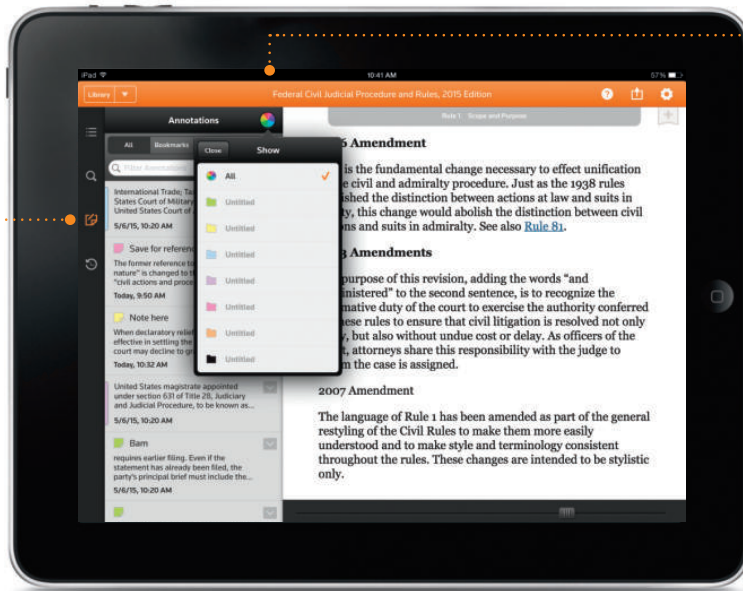 iPad
10:41 AM
57%
Library
Federal Civil Judicial Procedure and Rules, 2015 Edition
Annotations
All
Bookmarks
Filter Annotations
International Trade; Ta
States Court of Military
United States Court of
5/6/15, 10:20 AM
Save for referenc
The former reference to
nature" is changed to th
"civil actions and proce
Today, 9:50 AM
Note here
When declaratory relief
effective in settling the
court may decline to gr
Today, 10:32 AM
United States magistrate appointed
under section 631 of Title 28, Judiciary
and Judicial Procedure, to be known as...
5/6/15, 10:20 AM
Bam
requires earlier filing. Even if the
statement has already been filed, the
party's principal brief must include the...
5/6/15, 10:20 AM
Close
Show
All
Untitled
Untitled
Untitled
Untitled
Untitled
Untitled
Untitled
Rule 1. Scope and Purpose
6 Amendment
is the fundamental change necessary to effect unification
civil and admiralty procedure. Just as the 1938 rules
shed the distinction between actions at law and suits in
ty, this change would abolish the distinction between civil
ons and suits in admiralty. See also Rule 81.
3 Amendments
purpose of this revision, adding the words “and
inistered” to the second sentence, is to recognize the
mative duty of the court to exercise the authority conferred
hese rules to ensure that civil litigation is resolved not only
, but also without undue cost or delay. As officers of the
t, attorneys share this responsibility with the judge to
m the case is assigned.
2007 Amendment
The language of Rule 1 has been amended as part of the general
restyling of the Civil Rules to make them more easily
understood and to make style and terminology consistent
throughout the rules. These changes are intended to be stylistic
only.